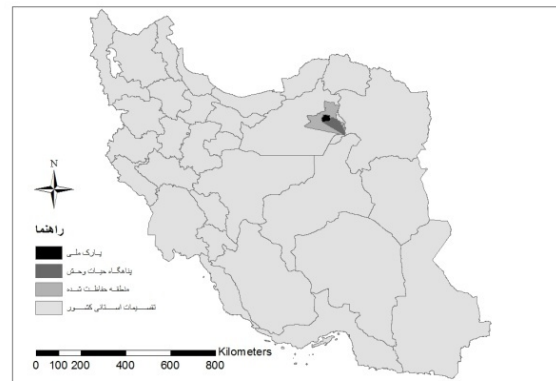 N
راهنما
پارک ملی
پناهگاه حیات وحش
منطقه حفاظت شده
تقسیمات استانی کشور
Kilometers
0 100 200 400 600 800